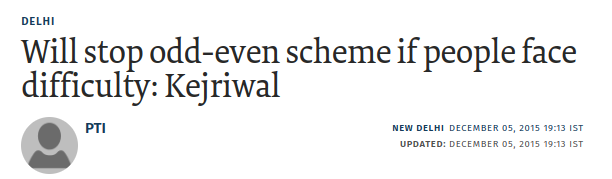 DELHI
Will stop odd-even scheme if people face
difficulty: Kejriwal
PTI
NEW DELHI DECEMBER 05, 2015 19:13 IST
UPDATED: DECEMBER 05, 2015 19:13 IST